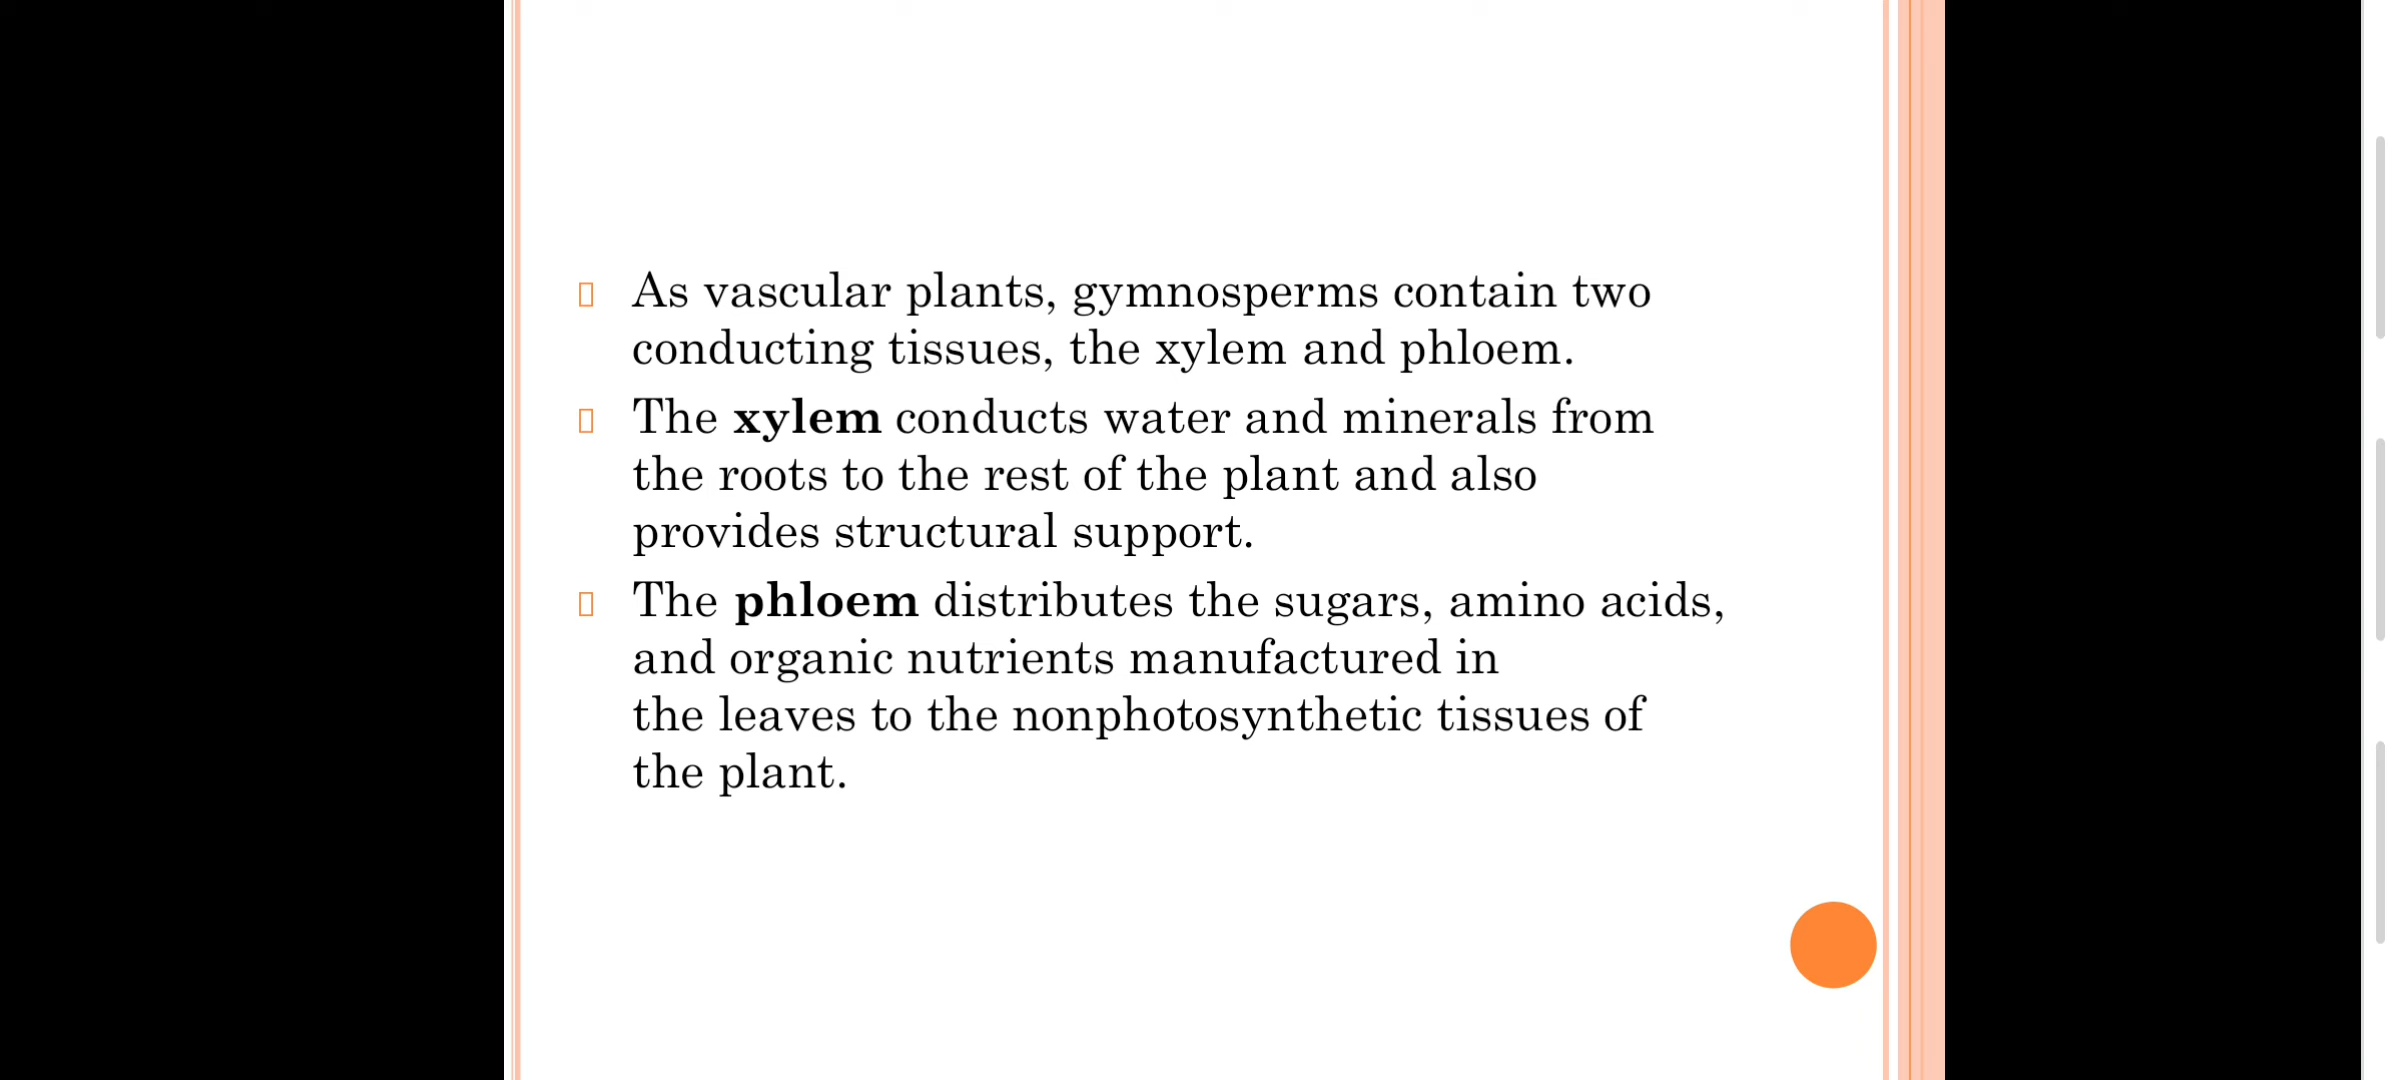 As vascular plants, gymnosperms contain two
conducting tissues, the xylem and phloem.
The xylem conducts water and minerals from
the roots to the rest of the plant and also
provides structural support.
The phloem distributes the sugars, amino acids,
and organic nutrients manufactured in
the leaves to the nonphotosynthetic tissues of
the plant.